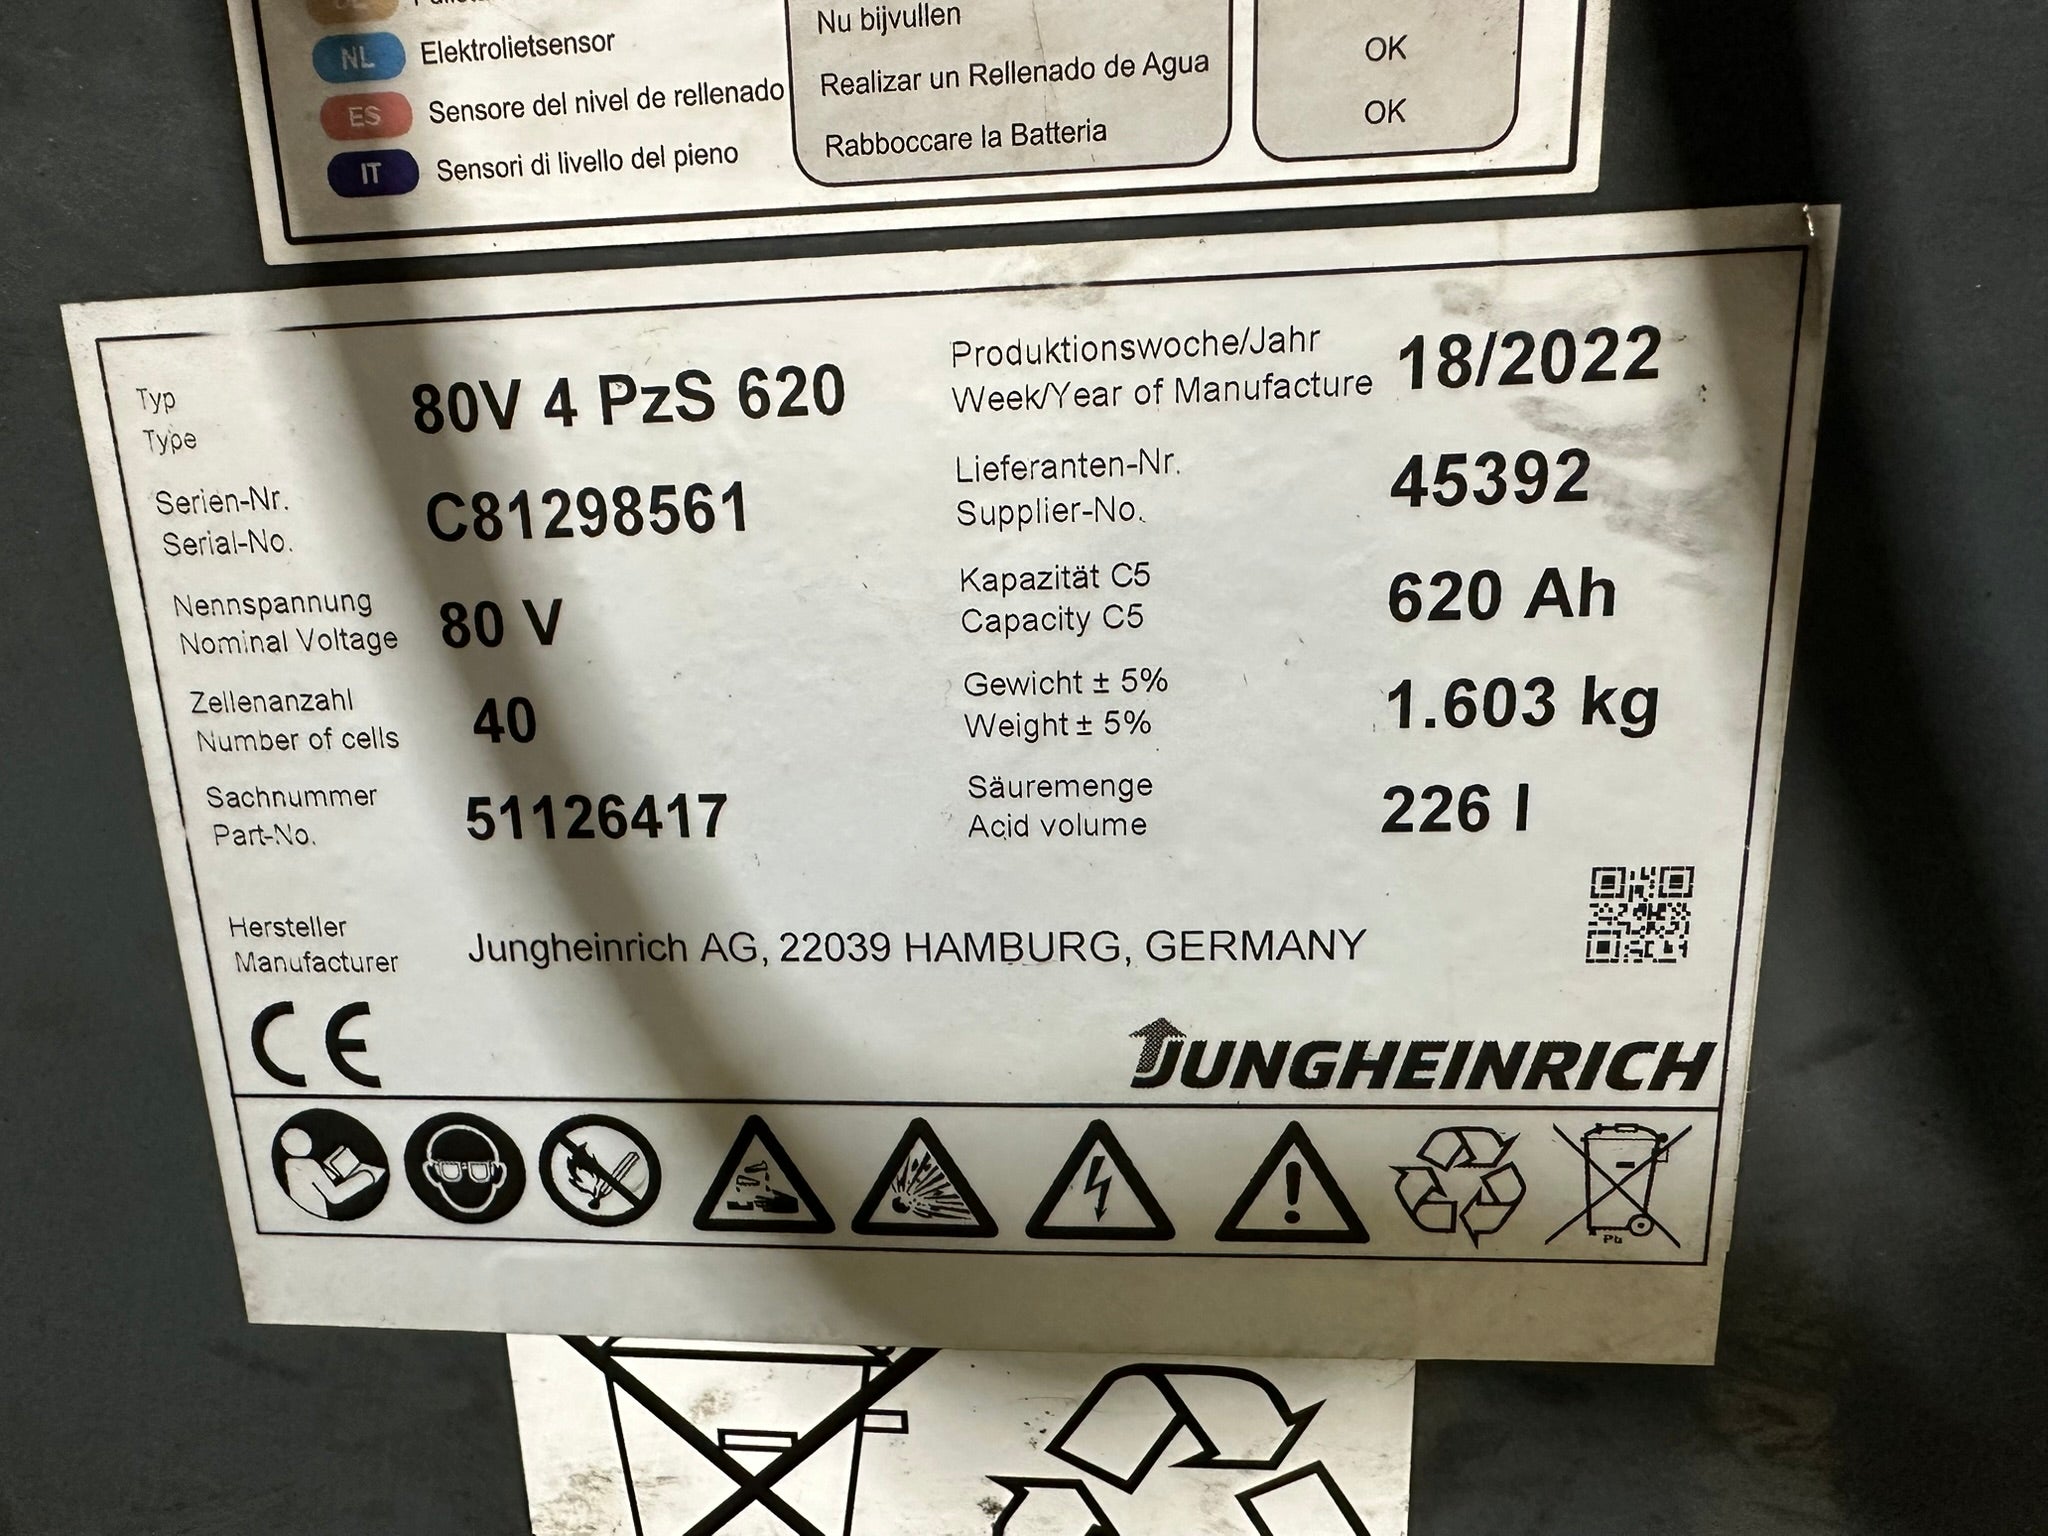 Nu bijvullen
NL Elektrolietsensor
OK
ES Sensore del nivel de rellenado
Realizar un Rellenado de Agua
OK
IT Sensori di livello del pieno
Rabboccare la Batteria
Typ
Type
80V 4 PzS 620
Produktionswoche/Jahr
Week/Year of Manufacture
18/2022
Serien-Nr.
Serial-No.
C81298561
Lieferanten-Nr.
Supplier-No.
45392
Nennspannung
Nominal Voltage
80 V
Kapazität C5
Capacity C5
620 Ah
Zellenanzahl
Number of cells
40
Gewicht ± 5%
Weight ± 5%
1.603 kg
Sachnummer
Part-No.
51126417
Säuremenge
Acid volume
226 l
Hersteller
Manufacturer
Jungheinrich AG, 22039 HAMBURG, GERMANY
CE
JUNGHEINRICH
Pb